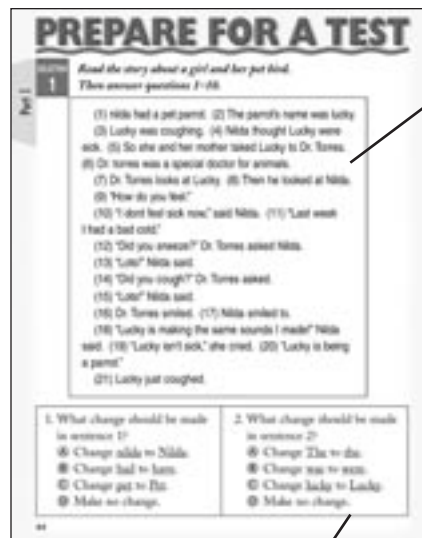 PREPARE FOR A TEST
Part 1
1
Read the story about a girl and her pet bird.
Then answer questions 1–10.
(1) nilda had a pet parrot. (2) The parrot's name was lucky.
(3) Lucky was coughing. (4) Nilda thought Lucky were
sick. (5) So she and her mother taked Lucky to Dr. Torres.
(6) Dr. torres was a special doctor for animals.
(7) Dr. Torres looks at Lucky. (8) Then he looked at Nilda.
(9) "How do you feel."
(10) "I dont feel sick now," said Nilda. (11) "Last week
I had a bad cold."
(12) "Did you sneeze?" Dr. Torres asked Nilda.
(13) "Lots!" Nilda said.
(14) "Did you cough?" Dr. Torres asked.
(15) "Lots!" Nilda said.
(16) Dr. Torres smiled. (17) Nilda smiled to.
(18) "Lucky is making the same sounds I made!" Nilda
said. (19) "Lucky isn't sick," she cried. (20) "Lucky is being
a parrot."
(21) Lucky just coughed.
1. What change should be made
in sentence 1?
A Change nilda to Nilda.
B Change had to have.
C Change pet to Pet.
D Make no change.
2. What change should be made
in sentence 2?
A Change The to the.
B Change was to were.
C Change lucky to Lucky.
D Make no change.